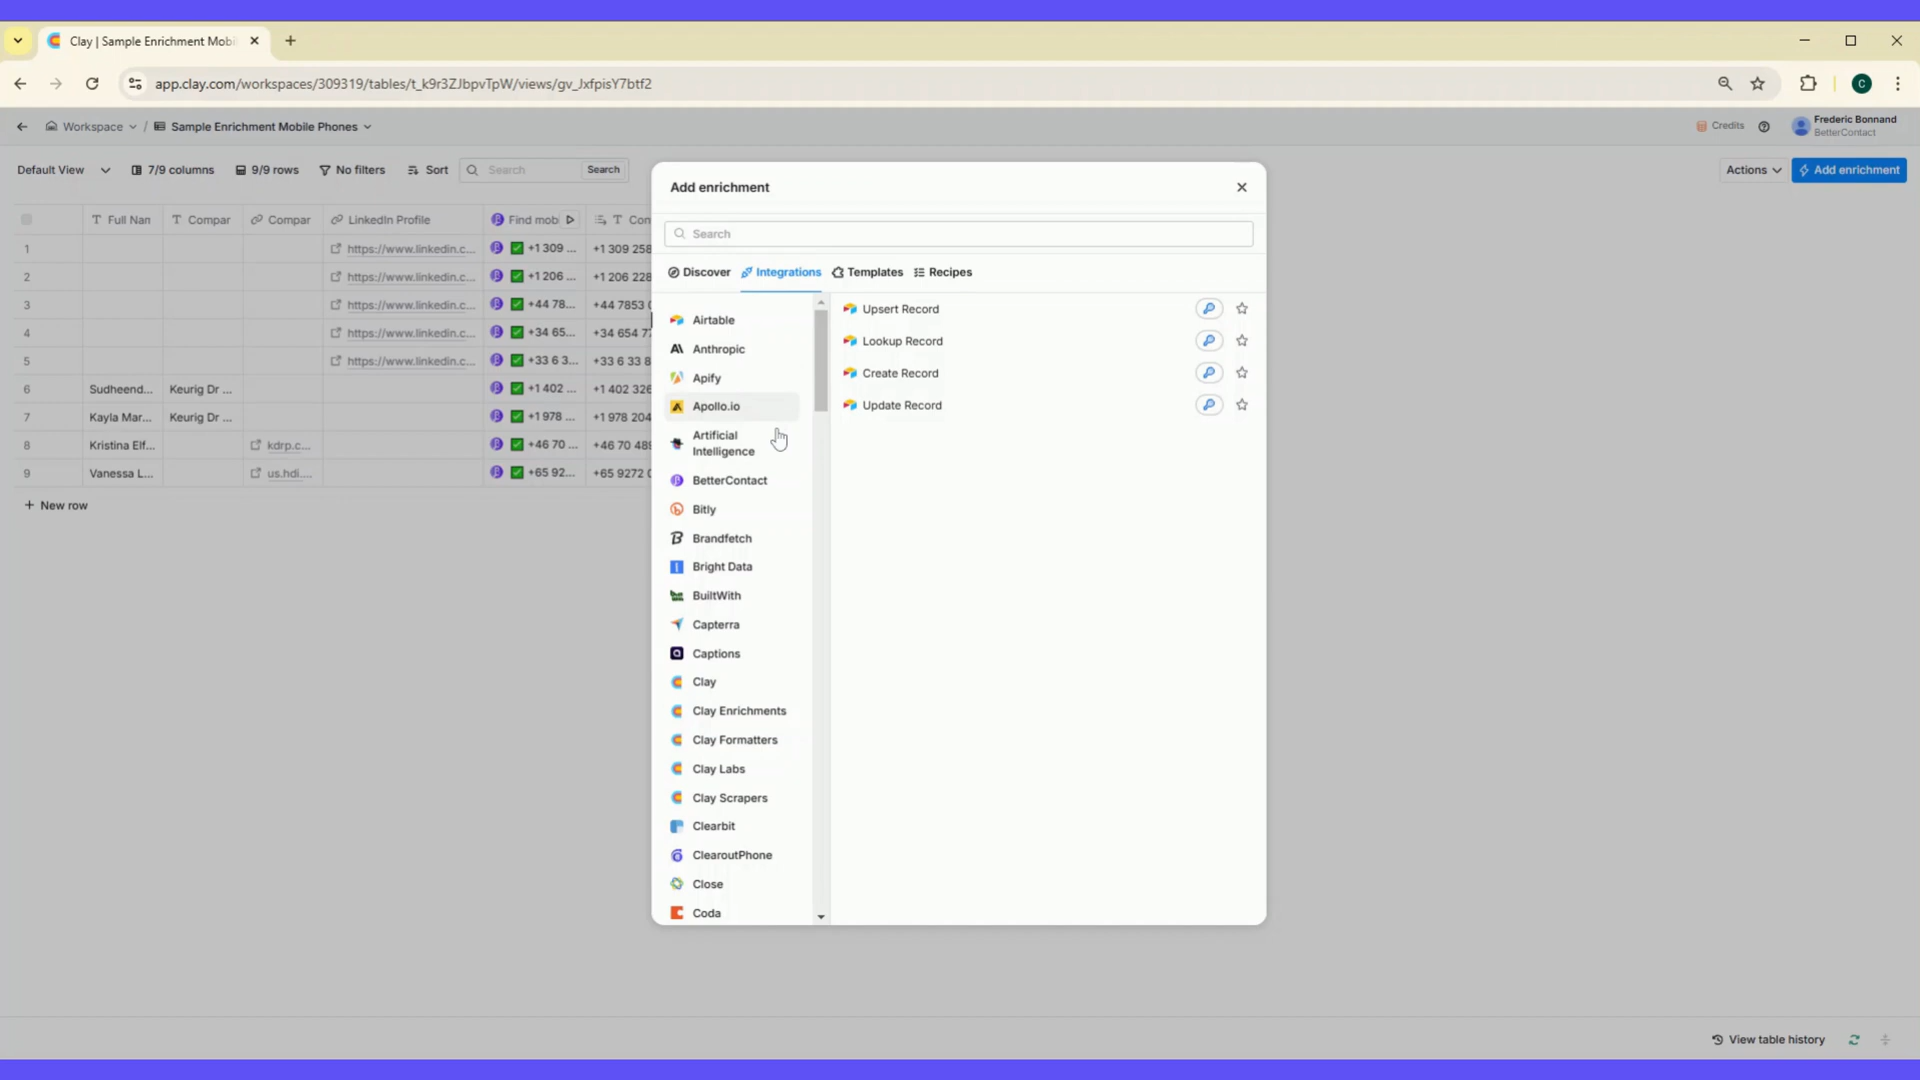 Clay | Sample Enrichment Mobi
app.clay.com/workspaces/309319/tables/t_k9r3ZJbpvTpW/views/gv_JxfpisY7btf2
C
Workspace / Sample Enrichment Mobile Phones
Credits
Frederic Bonnand
BetterContact
Default View
7/9 columns
9/9 rows
No filters
Sort
Search
Search
Actions
Add enrichment
Full Nan
Compar
Compar
LinkedIn Profile
Find mob
Con
1 https://www.linkedin.c... +1 309 ... +1 309 258
2 https://www.linkedin.c... +1 206 ... +1 206 228
3 https://www.linkedin.c... +44 78... +44 7853
4 https://www.linkedin.c... +34 65... +34 654 7
5 https://www.linkedin.c... +33 6 3... +33 6 33 8
6 Sudheend... Keurig Dr ... +1 402 ... +1 402 326
7 Kayla Mar... Keurig Dr ... +1 978 ... +1 978 204
8 Kristina Elf... kdrp.c... +46 70 ... +46 70 48
9 Vanessa L... us.hdi.... +65 92... +65 9272
+ New row
Add enrichment
Search
Discover
Integrations
Templates
Recipes
Airtable
Anthropic
Apify
Apollo.io
Artificial
Intelligence
BetterContact
Bitly
Brandfetch
Bright Data
BuiltWith
Capterra
Captions
Clay
Clay Enrichments
Clay Formatters
Clay Labs
Clay Scrapers
Clearbit
ClearoutPhone
Close
Coda
Upsert Record
Lookup Record
Create Record
Update Record
View table history